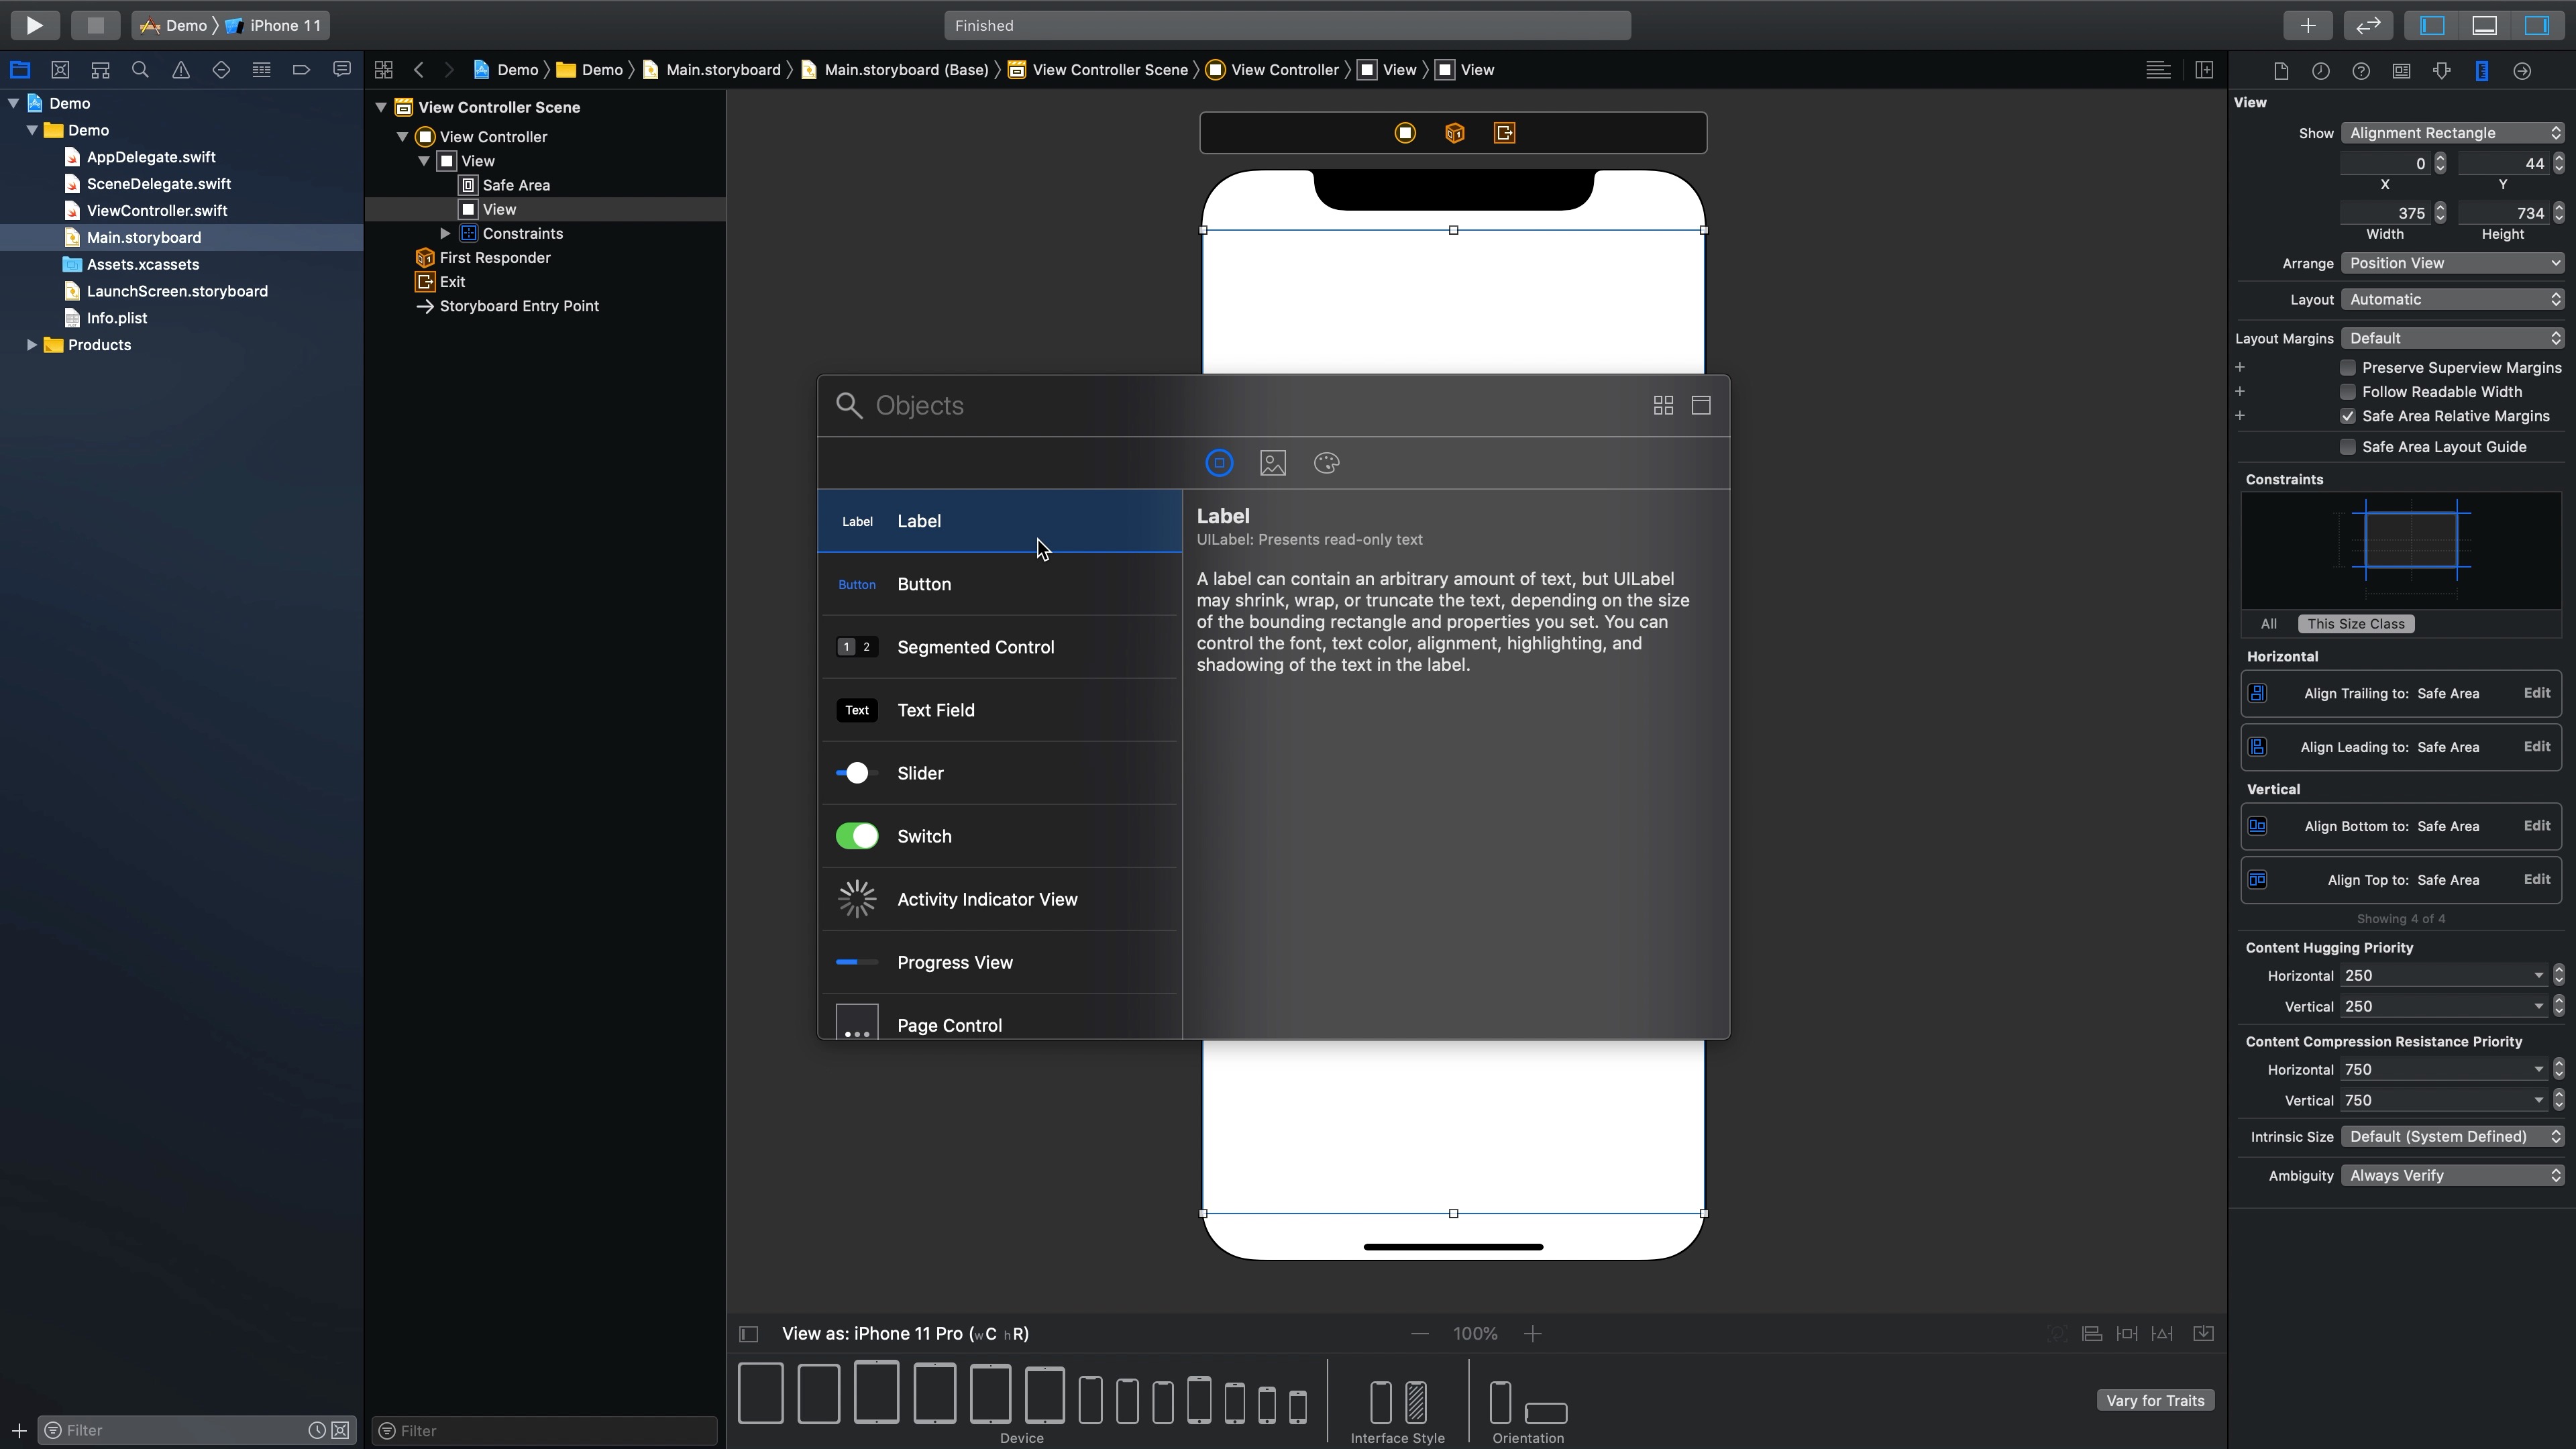 Demo 〉 iPhone 11
Finished
Demo 〉 Demo 〉 Main.storyboard 〉 Main.storyboard (Base) 〉 View Controller Scene 〉 View Controller 〉 View 〉 View
Demo
Demo
AppDelegate.swift
SceneDelegate.swift
ViewController.swift
Main.storyboard
Assets.xcassets
LaunchScreen.storyboard
Info.plist
Products
Filter
View Controller Scene
View Controller
View
Safe Area
View
Constraints
First Responder
Exit
Storyboard Entry Point
Filter
Objects
Label Label
Button Button
1 2 Segmented Control
Text Text Field
Slider
Switch
Activity Indicator View
Progress View
Page Control
Label
UILabel: Presents read-only text
A label can contain an arbitrary amount of text, but UILabel
may shrink, wrap, or truncate the text, depending on the size
of the bounding rectangle and properties you set. You can
control the font, text color, alignment, highlighting, and
shadowing of the text in the label.
View as: iPhone 11 Pro (wC hR)
100%
Device
Interface Style
Orientation
Vary for Traits
View
Show Alignment Rectangle
0 44
X Y
375 734
Width Height
Arrange Position View
Layout Automatic
Layout Margins Default
Preserve Superview Margins
Follow Readable Width
Safe Area Relative Margins
Safe Area Layout Guide
Constraints
All This Size Class
Horizontal
Align Trailing to: Safe Area Edit
Align Leading to: Safe Area Edit
Vertical
Align Bottom to: Safe Area Edit
Align Top to: Safe Area Edit
Showing 4 of 4
Content Hugging Priority
Horizontal 250
Vertical 250
Content Compression Resistance Priority
Horizontal 750
Vertical 750
Intrinsic Size Default (System Defined)
Ambiguity Always Verify